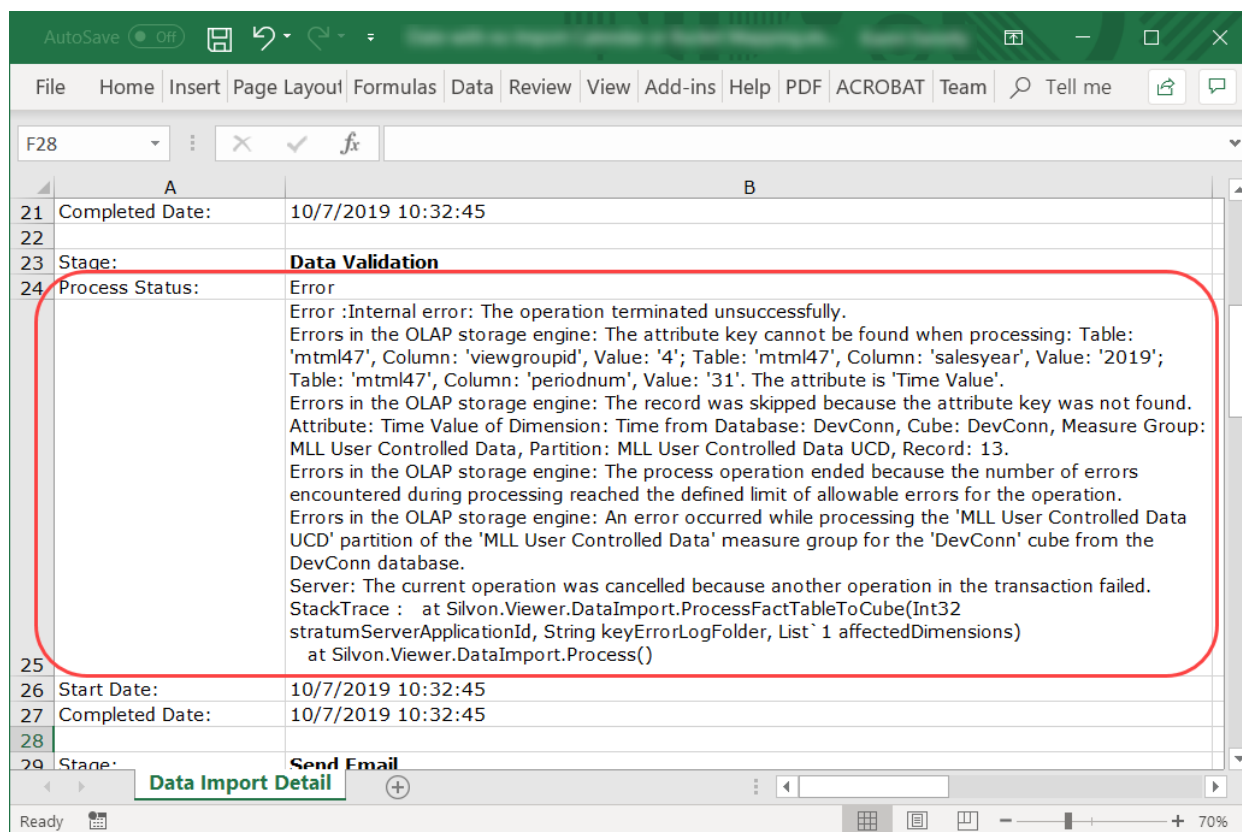 AutoSave Off
File Home Insert Page Layout Formulas Data Review View Add-ins Help PDF ACROBAT Team Tell me
F28 fx
A B
21 Completed Date: 10/7/2019 10:32:45
22
23 Stage: Data Validation
24 Process Status: Error
Error :Internal error: The operation terminated unsuccessfully.
Errors in the OLAP storage engine: The attribute key cannot be found when processing: Table:
'mtml47', Column: 'viewgroupid', Value: '4'; Table: 'mtml47', Column: 'salesyear', Value: '2019';
Table: 'mtml47', Column: 'periodnum', Value: '31'. The attribute is 'Time Value'.
Errors in the OLAP storage engine: The record was skipped because the attribute key was not found.
Attribute: Time Value of Dimension: Time from Database: DevConn, Cube: DevConn, Measure Group:
MLL User Controlled Data, Partition: MLL User Controlled Data UCD, Record: 13.
Errors in the OLAP storage engine: The process operation ended because the number of errors
encountered during processing reached the defined limit of allowable errors for the operation.
Errors in the OLAP storage engine: An error occurred while processing the 'MLL User Controlled Data
UCD' partition of the 'MLL User Controlled Data' measure group for the 'DevConn' cube from the
DevConn database.
Server: The current operation was cancelled because another operation in the transaction failed.
StackTrace :   at Silvon.Viewer.DataImport.ProcessFactTableToCube(Int32
stratumServerApplicationId, String keyErrorLogFolder, List`1 affectedDimensions)
at Silvon.Viewer.DataImport.Process()
25
26 Start Date: 10/7/2019 10:32:45
27 Completed Date: 10/7/2019 10:32:45
28
29 Stage: Send Email
Data Import Detail
Ready 70%